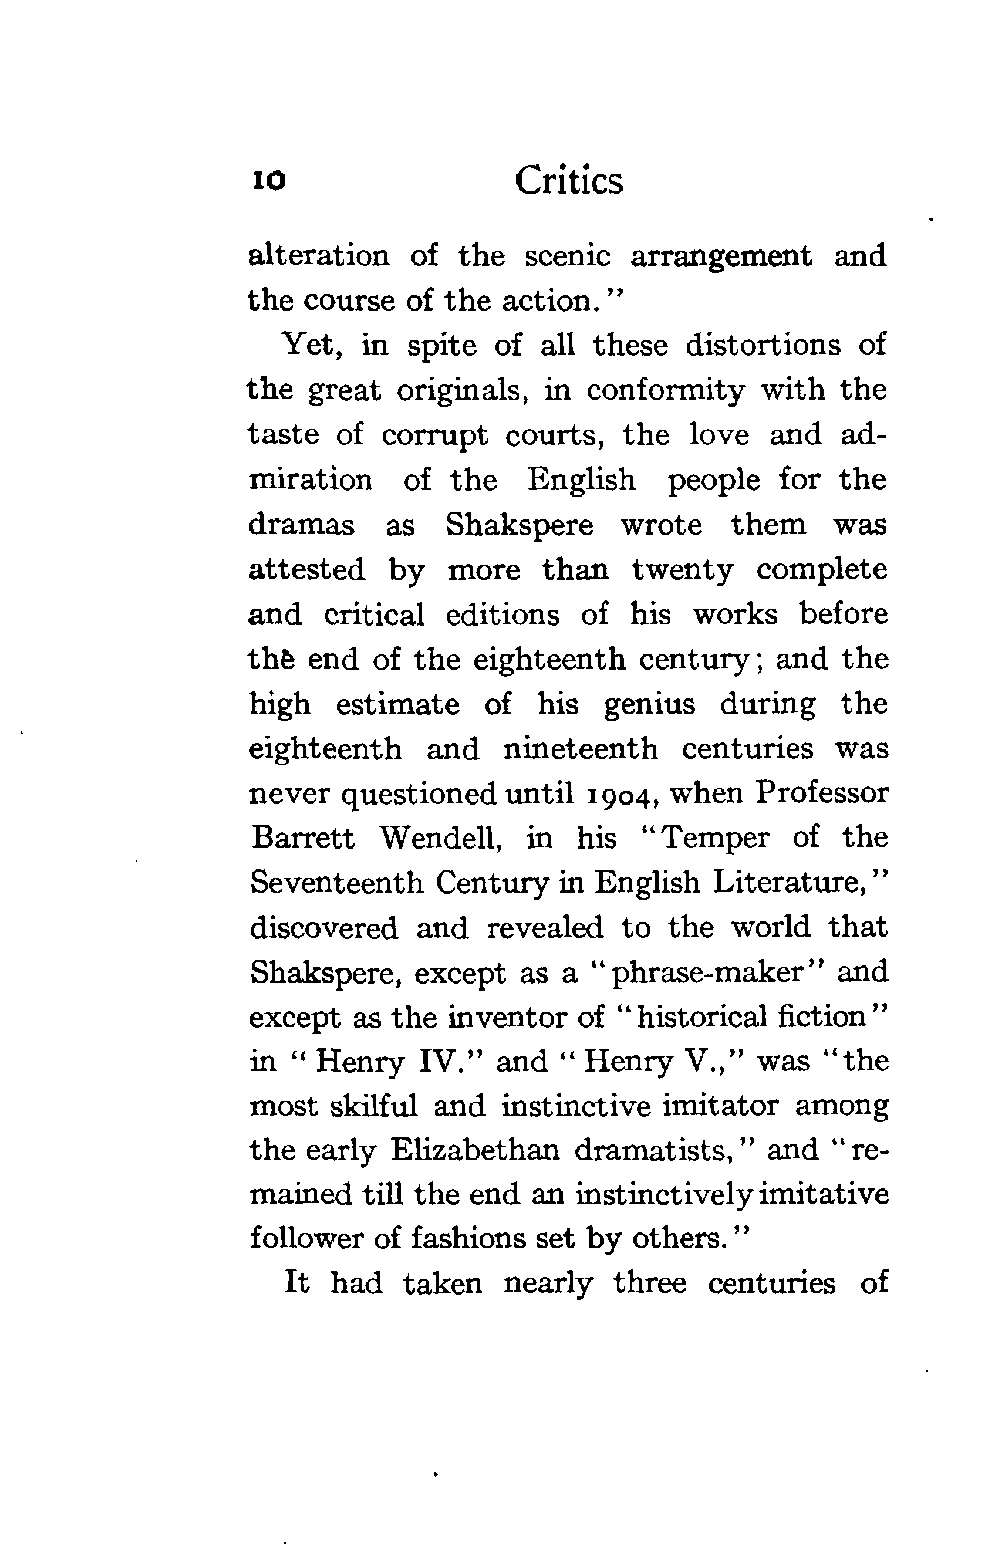 10 Critics
alteration of the scenic arrangement and
the course of the action."
Yet, in spite of all these distortions of
the great originals, in conformity with the
taste of corrupt courts, the love and ad-
miration of the English people for the
dramas as Shakspere wrote them was
attested by more than twenty complete
and critical editions of his works before
the end of the eighteenth century; and the
high estimate of his genius during the
eighteenth and nineteenth centuries was
never questioned until 1904, when Professor
Barrett Wendell, in his "Temper of the
Seventeenth Century in English Literature,"
discovered and revealed to the world that
Shakspere, except as a "phrase-maker" and
except as the inventor of "historical fiction"
in "Henry IV." and "Henry V.," was "the
most skilful and instinctive imitator among
the early Elizabethan dramatists," and "re-
mained till the end an instinctively imitative
follower of fashions set by others."
It had taken nearly three centuries of